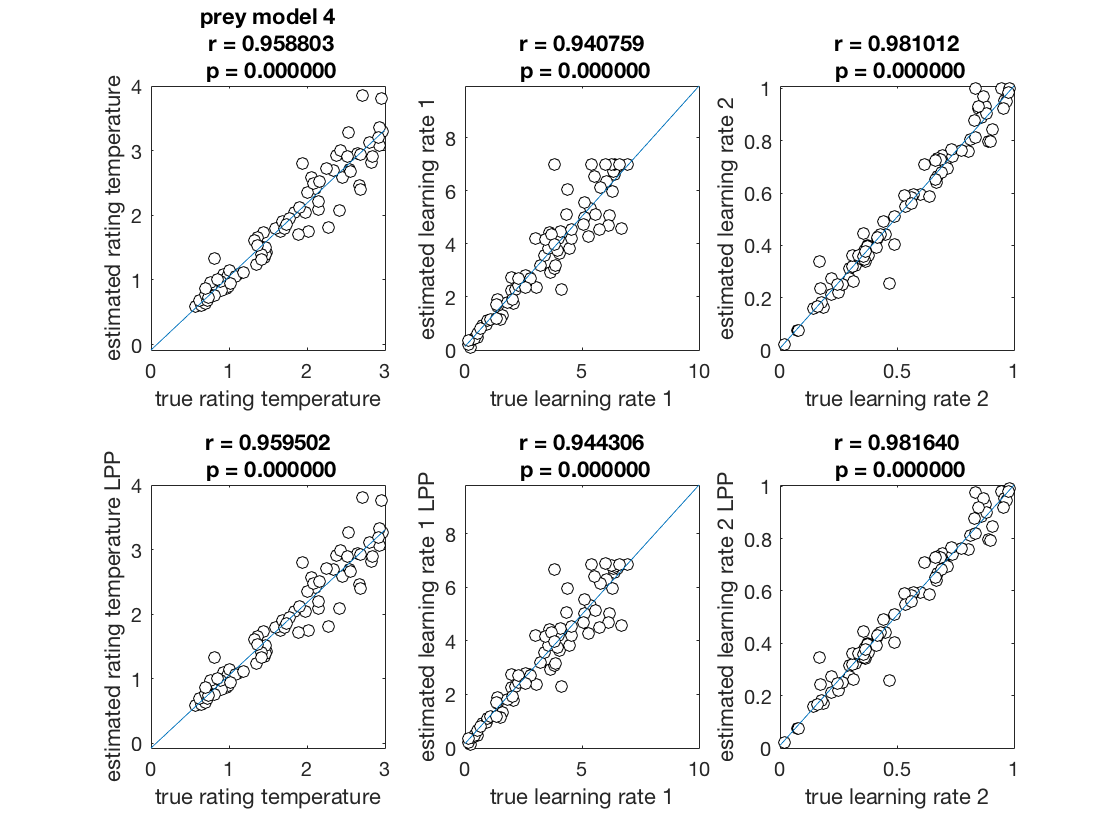 prey model 4
r = 0.958803
p = 0.000000
estimated rating temperature
4
3
2
1
0
0
1
2
3
true rating temperature
r = 0.940759
p = 0.000000
estimated learning rate 1
8
6
4
2
0
0
5
10
true learning rate 1
r = 0.981012
p = 0.000000
estimated learning rate 2
1
0.8
0.6
0.4
0.2
0
0
0.5
1
true learning rate 2
r = 0.959502
p = 0.000000
estimated rating temperature LPP
4
3
2
1
0
0
1
2
3
true rating temperature
r = 0.944306
p = 0.000000
estimated learning rate 1 LPP
8
6
4
2
0
0
5
10
true learning rate 1
r = 0.981640
p = 0.000000
estimated learning rate 2 LPP
1
0.8
0.6
0.4
0.2
0
0
0.5
1
true learning rate 2